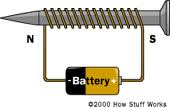 N S
- Battery +
©2000 How Stuff Works